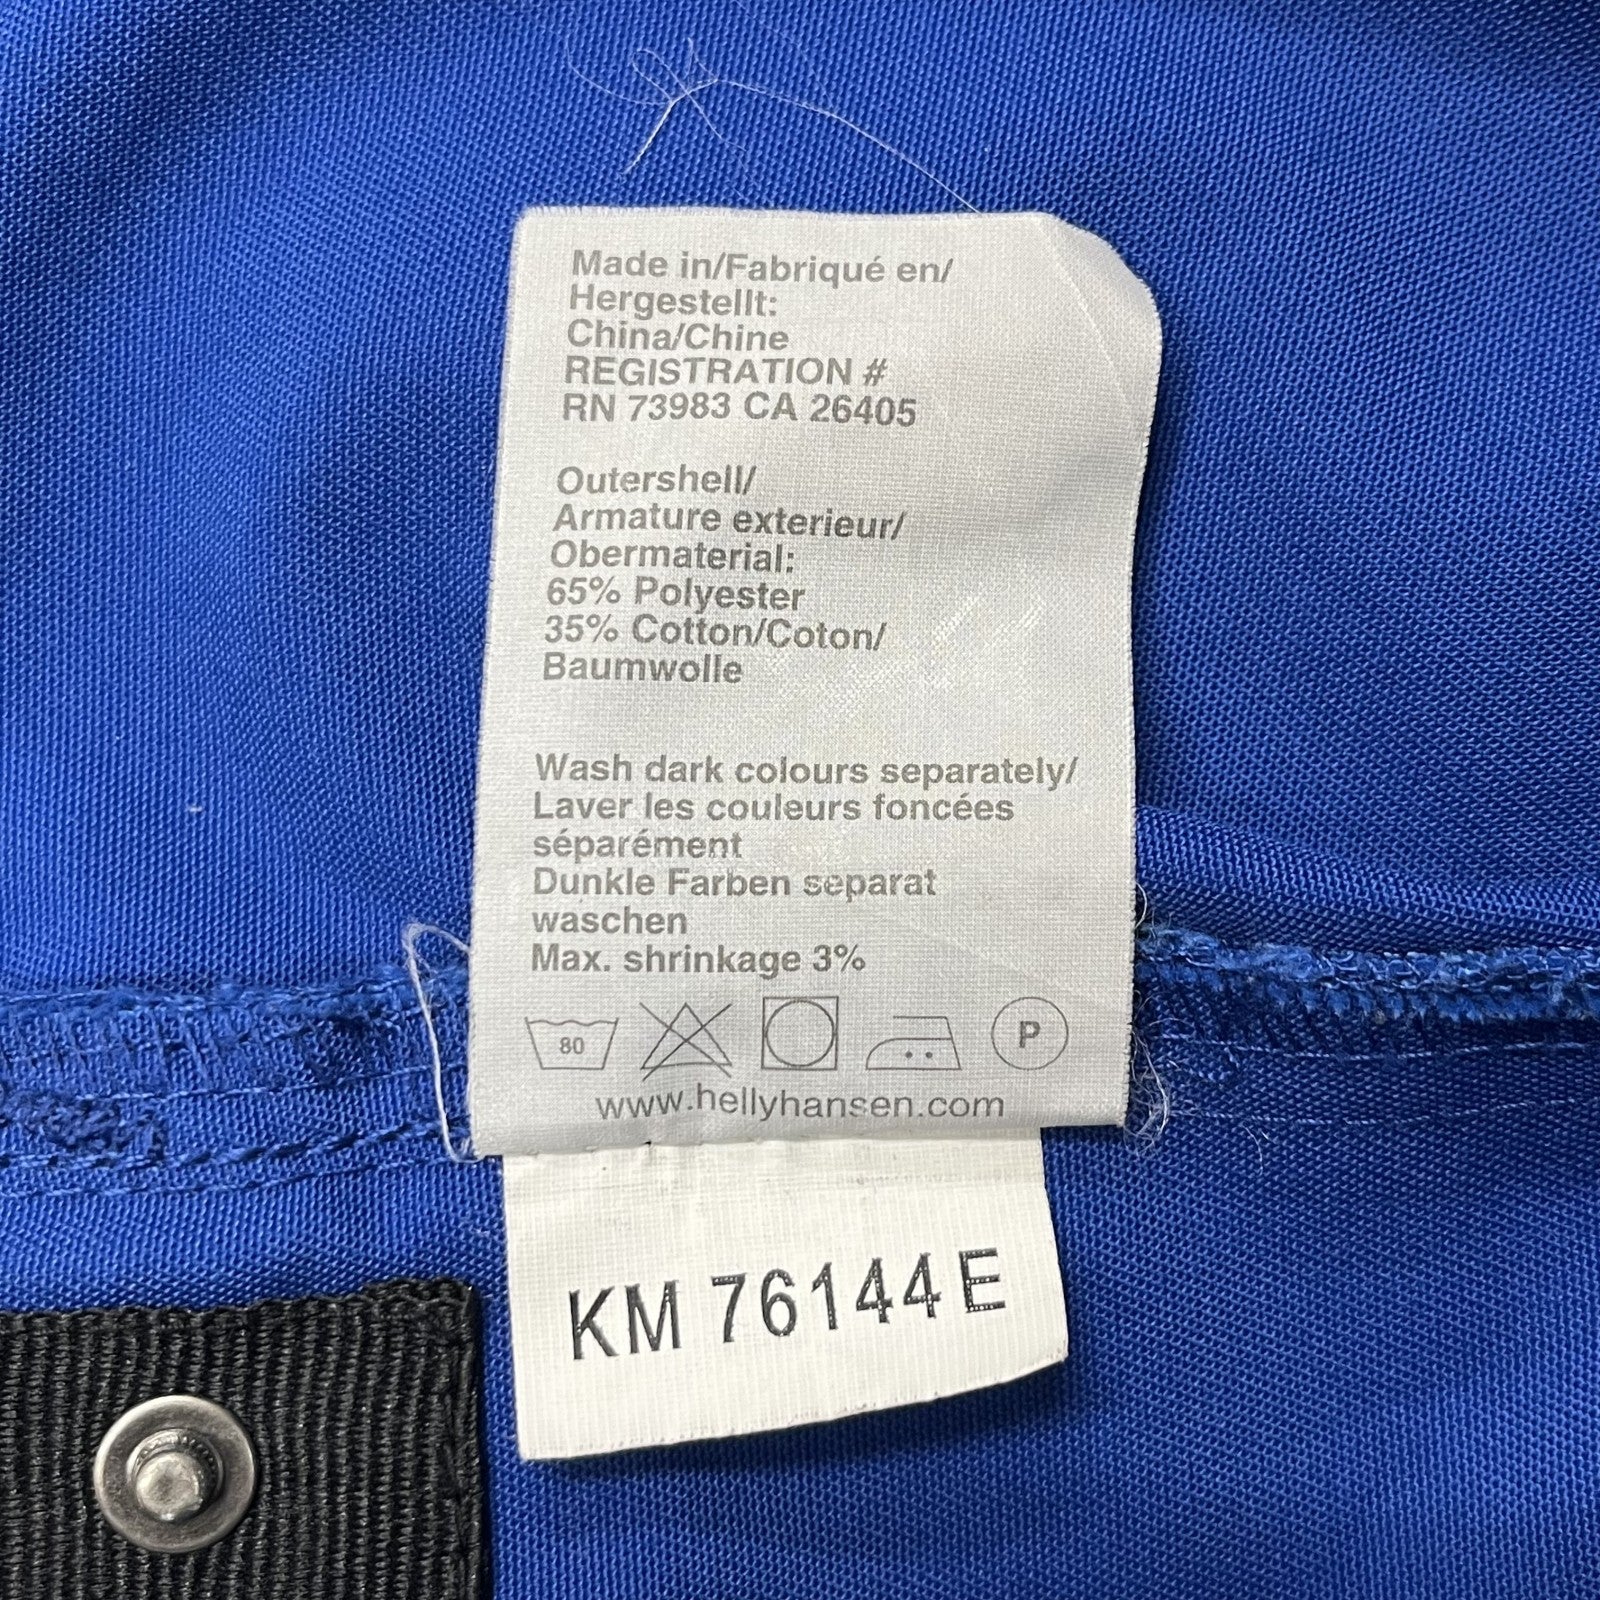 Made in/Fabriqué en/
Hergestellt:
China/Chine
REGISTRATION #
RN 73983 CA 26405
Outershell/
Armature exterieur/
Obermaterial:
65% Polyester
35% Cotton/Coton/
Baumwolle
Wash dark colours separately/
Laver les couleurs foncées
séparément
Dunkle Farben separat
waschen
Max. shrinkage 3%
80 P
www.hellyhansen.com
KM 76144E